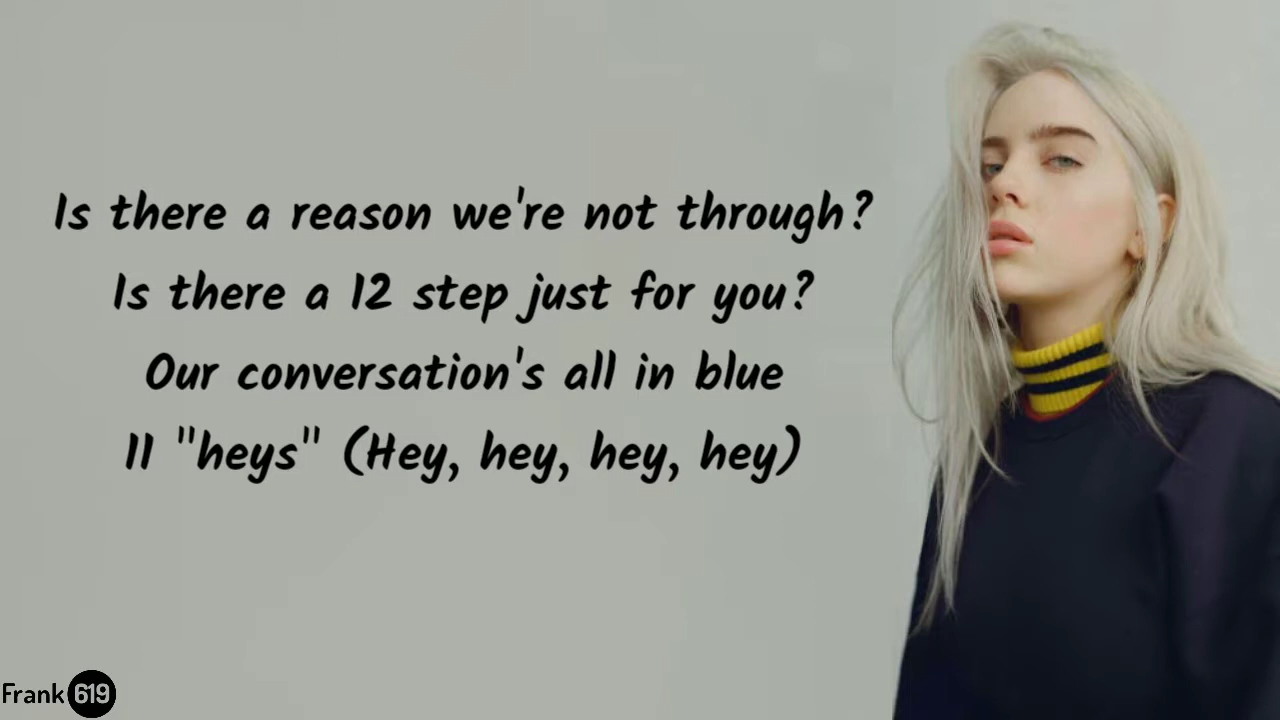 Is there a reason we're not through?
Is there a 12 step just for you?
Our conversation's all in blue
11 "heys" (Hey, hey, hey, hey)
Frank 619